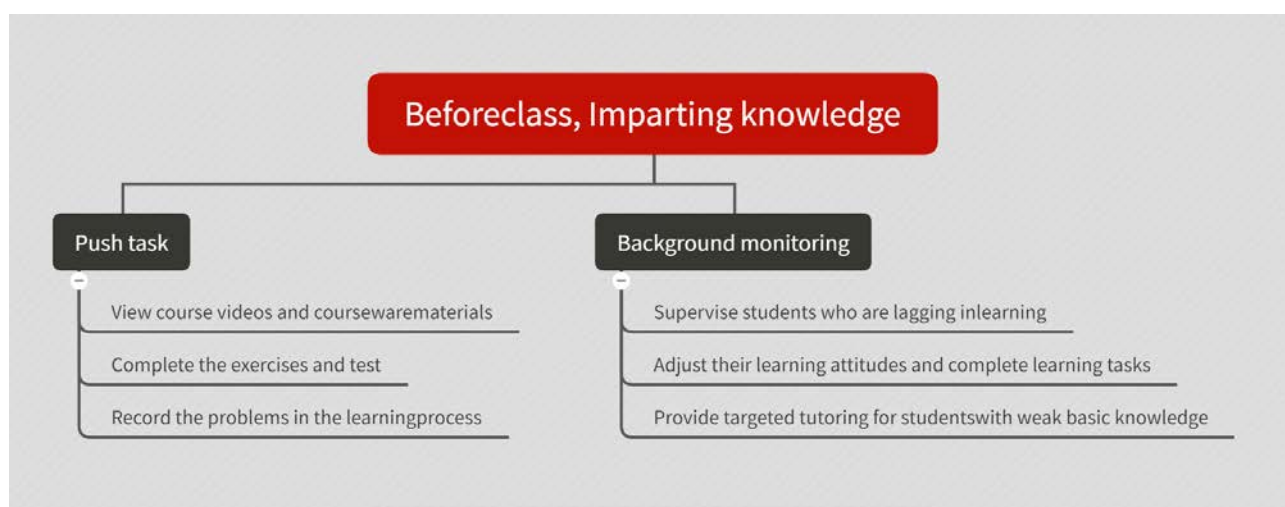 Beforeclass, Imparting knowledge
Push task
View course videos and coursewarematerials
Complete the exercises and test
Record the problems in the learningprocess
Background monitoring
Supervise students who are lagging inlearning
Adjust their learning attitudes and complete learning tasks
Provide targeted tutoring for studentswith weak basic knowledge